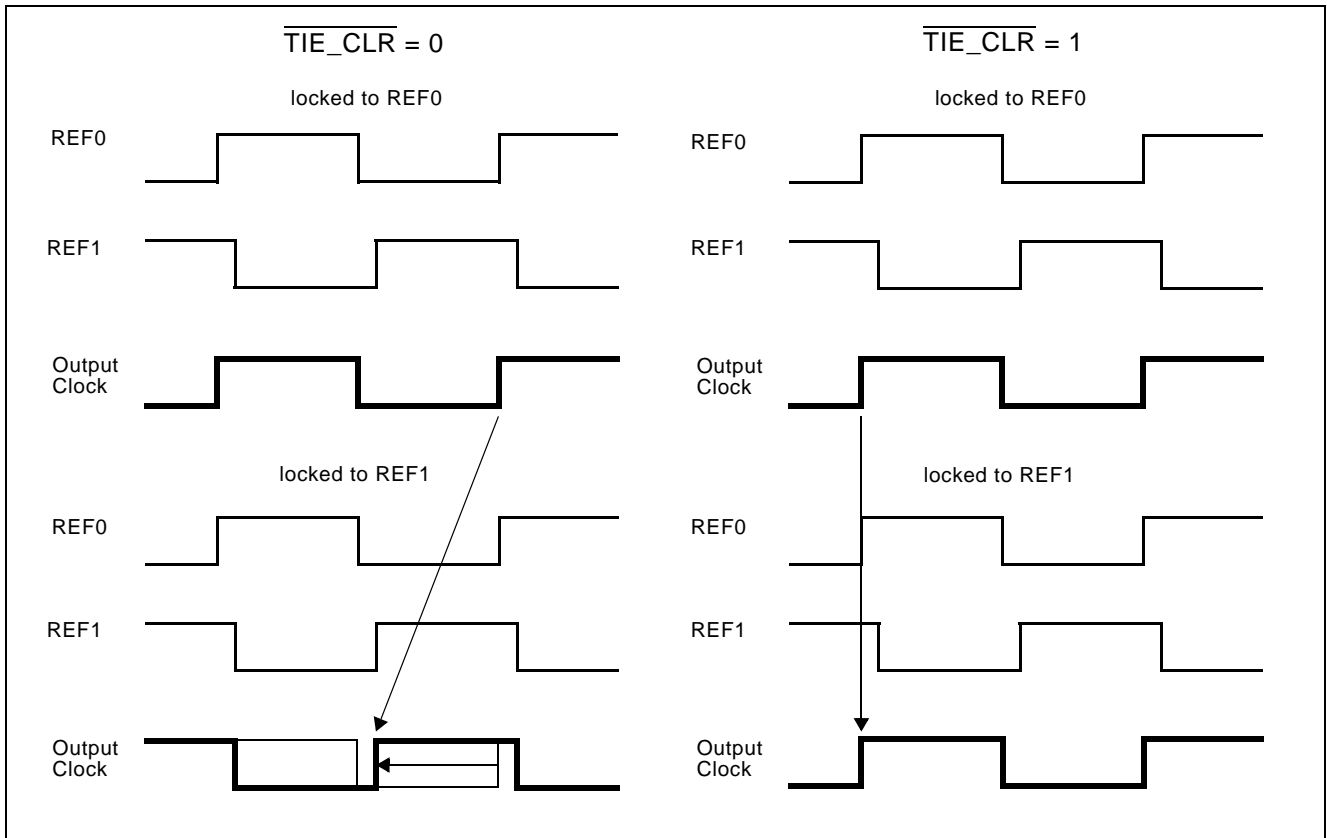 TIE_CLR = 0
locked to REF0
REF0
REF1
Output
Clock
locked to REF1
REF0
REF1
Output
Clock
TIE_CLR = 1
locked to REF0
REF0
REF1
Output
Clock
locked to REF1
REF0
REF1
Output
Clock